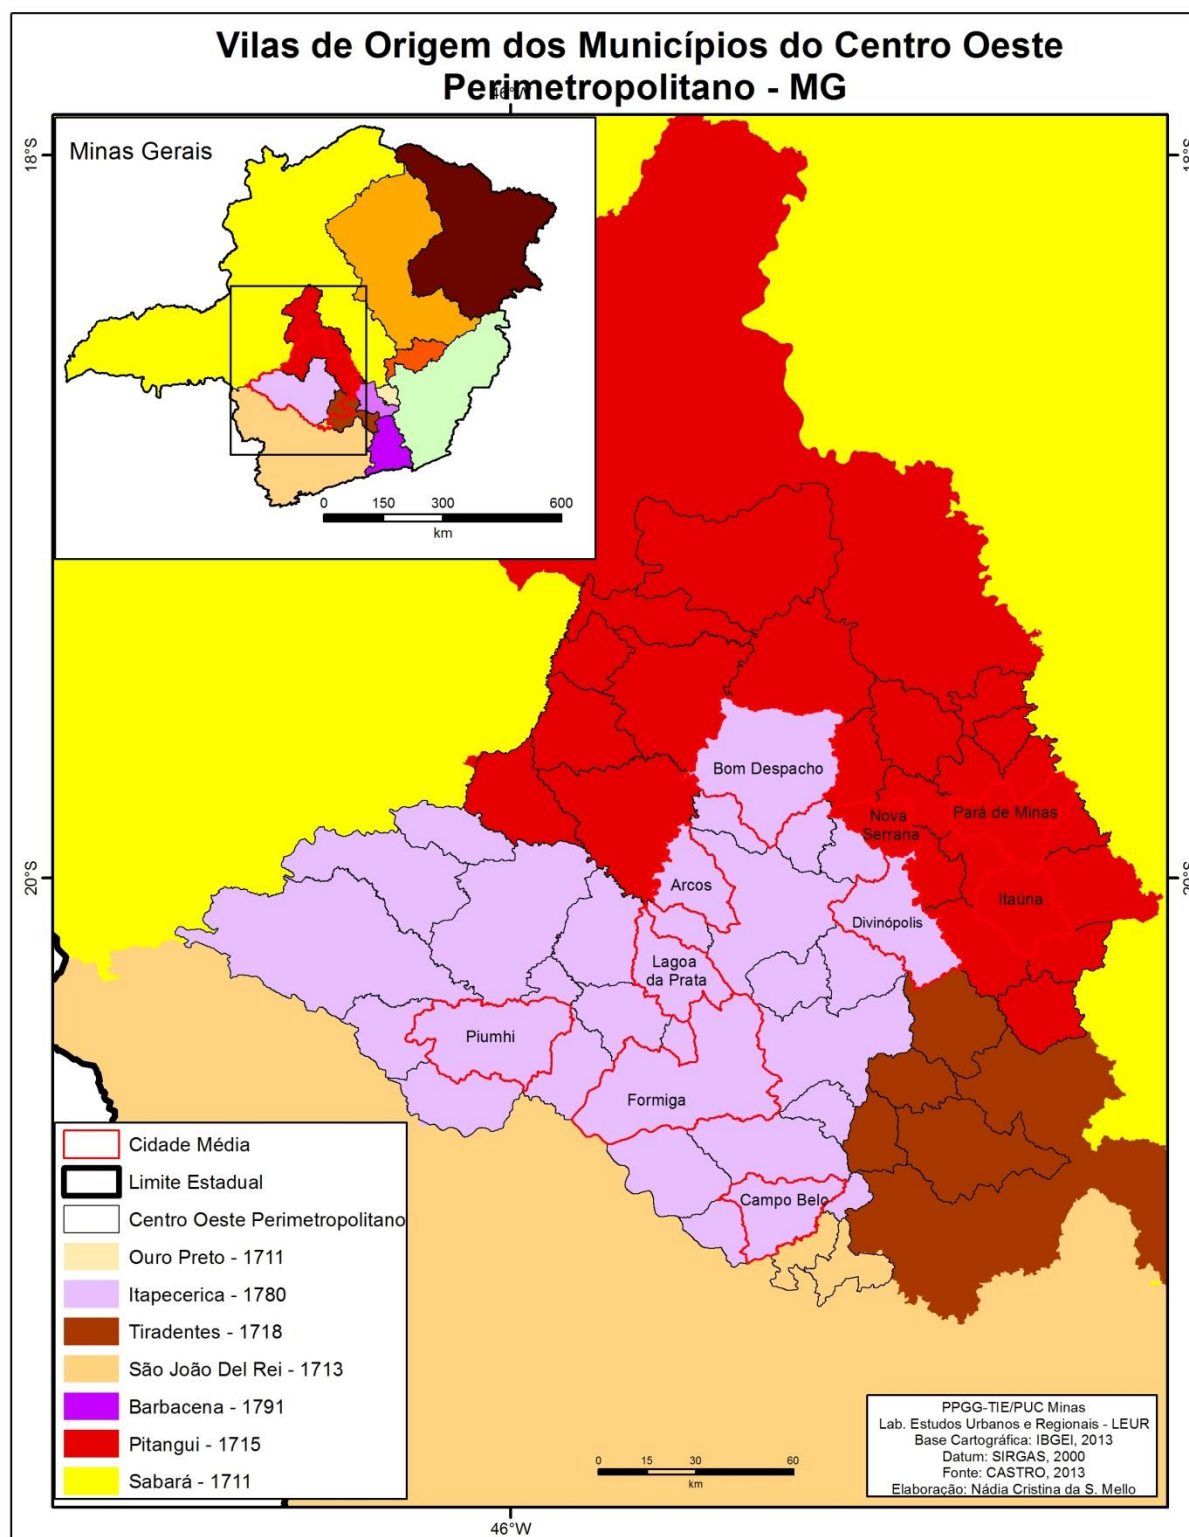 Vilas de Origem dos Municípios do Centro Oeste
Perimetropolitano - MG
46°W
18°S
18°S
Minas Gerais
0 150 300 600
km
Bom Despacho
Nova
Serrana
Pará de Minas
20°S
20°S
Arcos
Itaúna
Divinópolis
Lagoa
da Prata
Piumhi
Formiga
Campo Belo
Cidade Média
Limite Estadual
Centro Oeste Perimetropolitano
Ouro Preto - 1711
Itapecerica - 1780
Tiradentes - 1718
São João Del Rei - 1713
Barbacena - 1791
Pitangui - 1715
Sabará - 1711
0 15 30 60
km
PPGG-TIE/PUC Minas
Lab. Estudos Urbanos e Regionais - LEUR
Base Cartográfica: IBGEI, 2013
Datum: SIRGAS, 2000
Fonte: CASTRO, 2013
Elaboração: Nádia Cristina da S. Mello
46°W